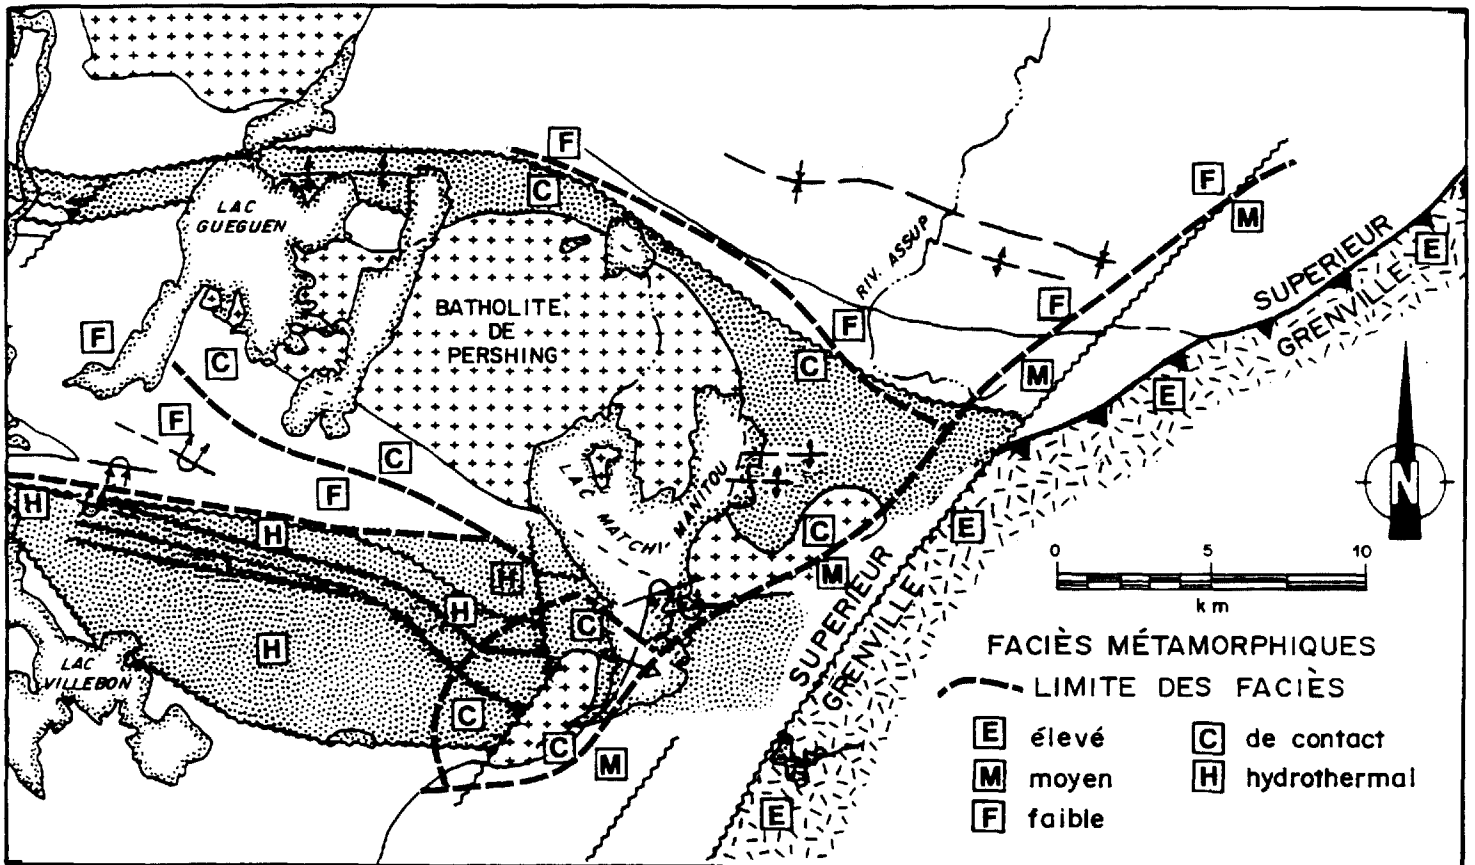 F
C
LAC
GUEGUEN
F
M
RIV. ASSUP
SUPERIEUR
GRENVILLE
E
BATHOLITE
DE
PERSHING
F
F
F
C
C
M
E
F
C
F
H
LAC MATCHI-MANITOU
N
H
C
E
H
M
0 5 10
km
H
C
SUPERIEUR
GRENVILLE
H
LAC
VILLEBON
C
C
M
E
FACIÈS MÉTAMORPHIQUES
LIMITE DES FACIÈS
E élevé
C de contact
M moyen
H hydrothermal
F faible